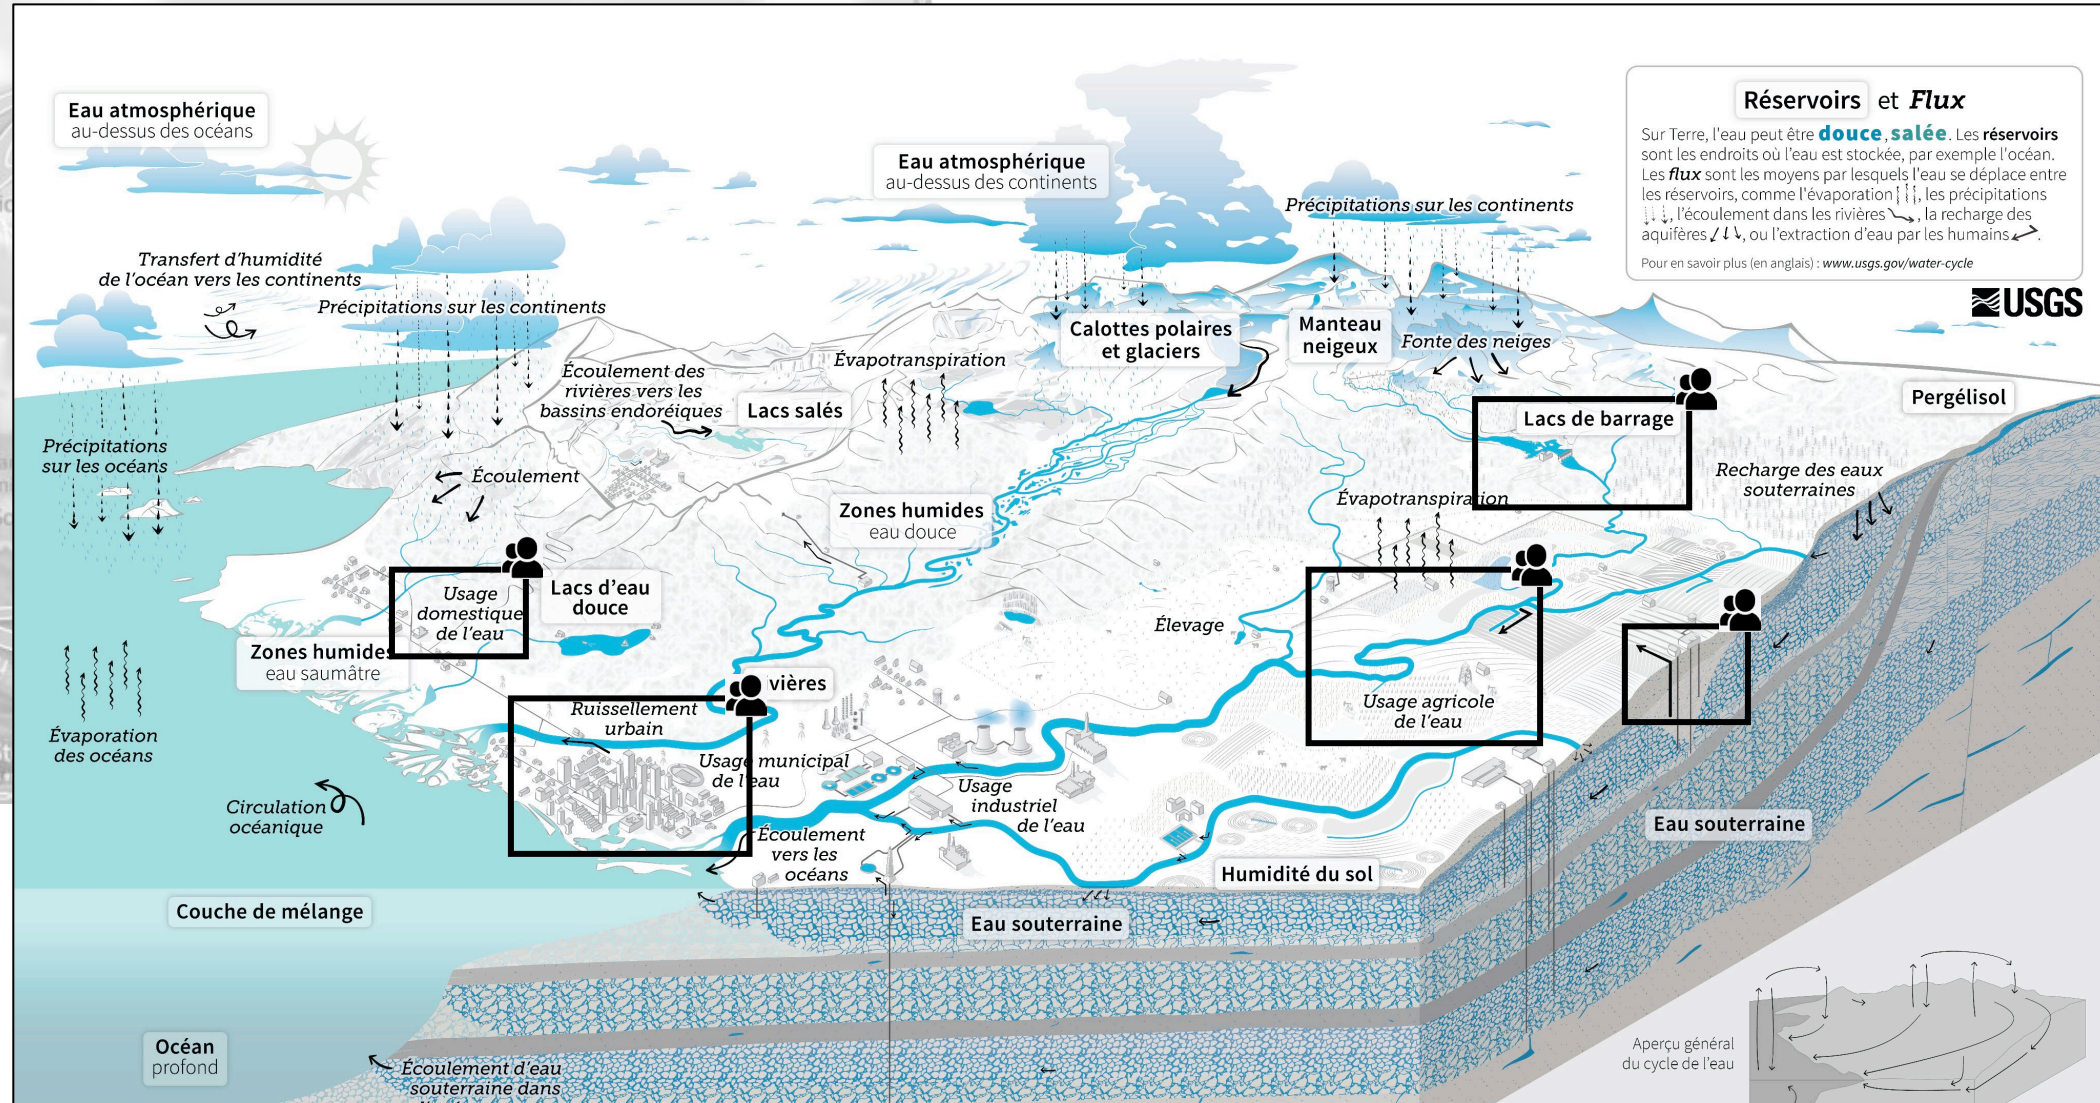 Eau atmosphérique
au-dessus des océans
Eau atmosphérique
au-dessus des continents
Réservoirs et Flux
Sur Terre, l'eau peut être douce, salée. Les réservoirs
sont les endroits où l'eau est stockée, par exemple l'océan.
Les flux sont les moyens par lesquels l'eau se déplace entre
les réservoirs, comme l'évaporation, les précipitations
, l'écoulement dans les rivières, la recharge des
aquifères, ou l'extraction d'eau par les humains.
Pour en savoir plus (en anglais) : www.usgs.gov/water-cycle
USGS
Précipitations sur les continents
Transfert d'humidité
de l'océan vers les continents
Précipitations sur les continents
Calottes polaires
et glaciers
Manteau
neigeux
Fonte des neiges
Évapotranspiration
Écoulement des
rivières vers les
bassins endoréiques
Lacs salés
Pergélisol
Lacs de barrage
Précipitations
sur les océans
Écoulement
Recharge des eaux
souterraines
Évapotranspiration
Zones humides
eau douce
Usage
domestique
de l'eau
Lacs d'eau
douce
Élevage
Zones humides
eau saumâtre
vières
Ruissellement
urbain
Usage agricole
de l'eau
Évaporation
des océans
Usage municipal
de l'eau
Usage
industriel
de l'eau
Circulation
océanique
Écoulement
vers les
océans
Eau souterraine
Humidité du sol
Couche de mélange
Eau souterraine
Océan
profond
Écoulement d'eau
souterraine dans
Aperçu général
du cycle de l'eau